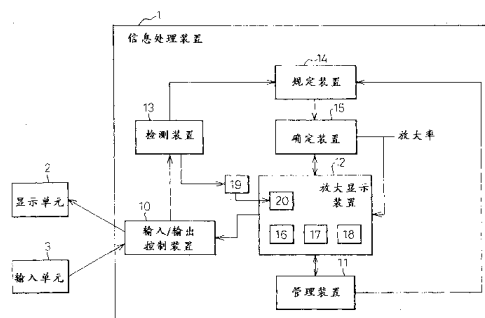 1
信息处理装置
14
规定装置
13
检测装置
15
确定装置
放大率
12
放大显示
装置
19
20
16
17
18
2
显示单元
10
输入/输出
控制装置
3
输入单元
11
管理装置